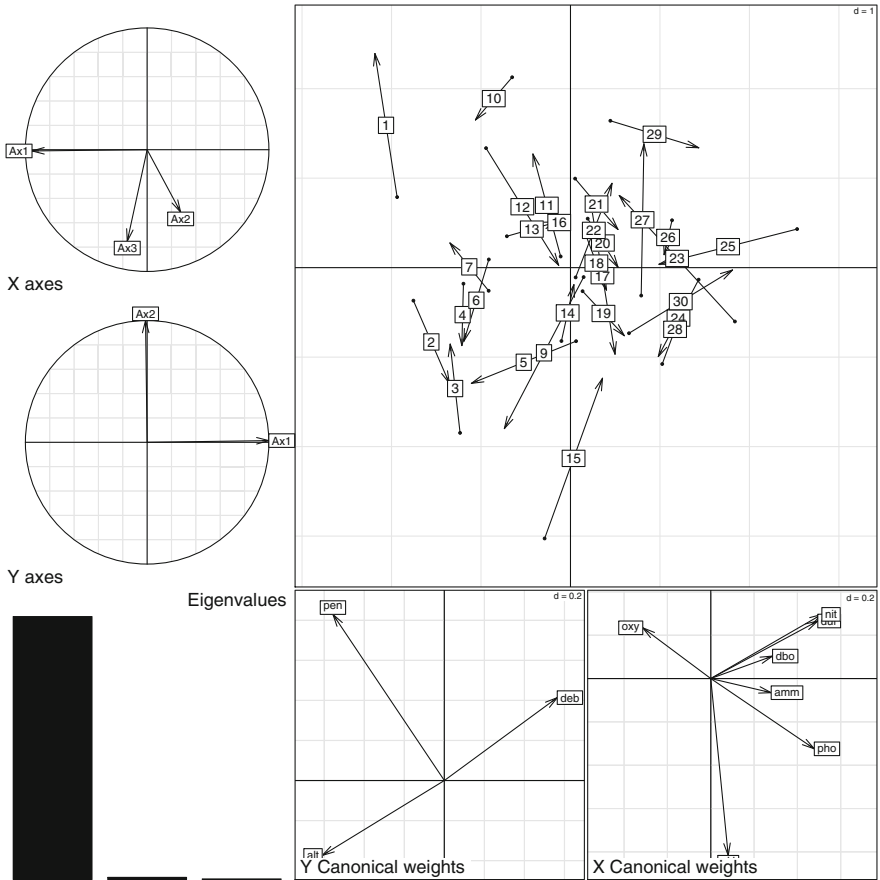 Ax1
Ax2
Ax3
X axes
Ax2
Ax1
Y axes
Eigenvalues
d = 1
10
1
29
12
11
21
16
27
13
22
26
20
25
7
18
23
17
6
30
4
14
19
24
28
2
9
5
3
15
d = 0.2
pen
deb
alt
Y Canonical weights
d = 0.2
nit
oxy
dbo
amm
pho
X Canonical weights